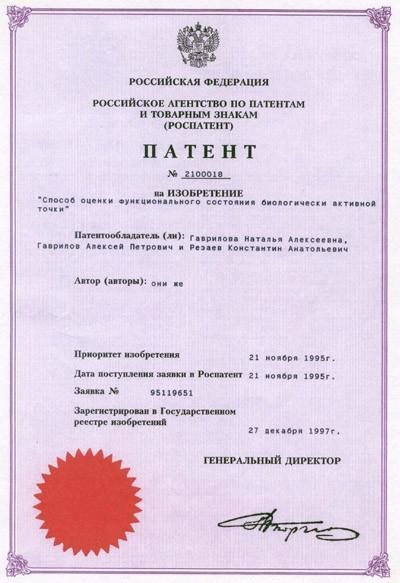 РОССИЙСКАЯ ФЕДЕРАЦИЯ
РОССИЙСКОЕ АГЕНТСТВО ПО ПАТЕНТАМ
И ТОВАРНЫМ ЗНАКАМ
(РОСПАТЕНТ)
ПАТЕНТ
№ 2100018
на ИЗОБРЕТЕНИЕ
"Способ оценки функционального состояния биологически активной
точки"
Патентообладатель (ли): Гаврилова Наталья Алексеевна,
Гаврилов Алексей Петрович и Резаев Константин Анатольевич
Автор (авторы): они же
Приоритет изобретения 21 ноября 1995г.
Дата поступления заявки в Роспатент 21 ноября 1995г.
Заявка № 95119651
Зарегистрирован в Государственном
реестре изобретений 27 декабря 1997г.
ГЕНЕРАЛЬНЫЙ ДИРЕКТОР